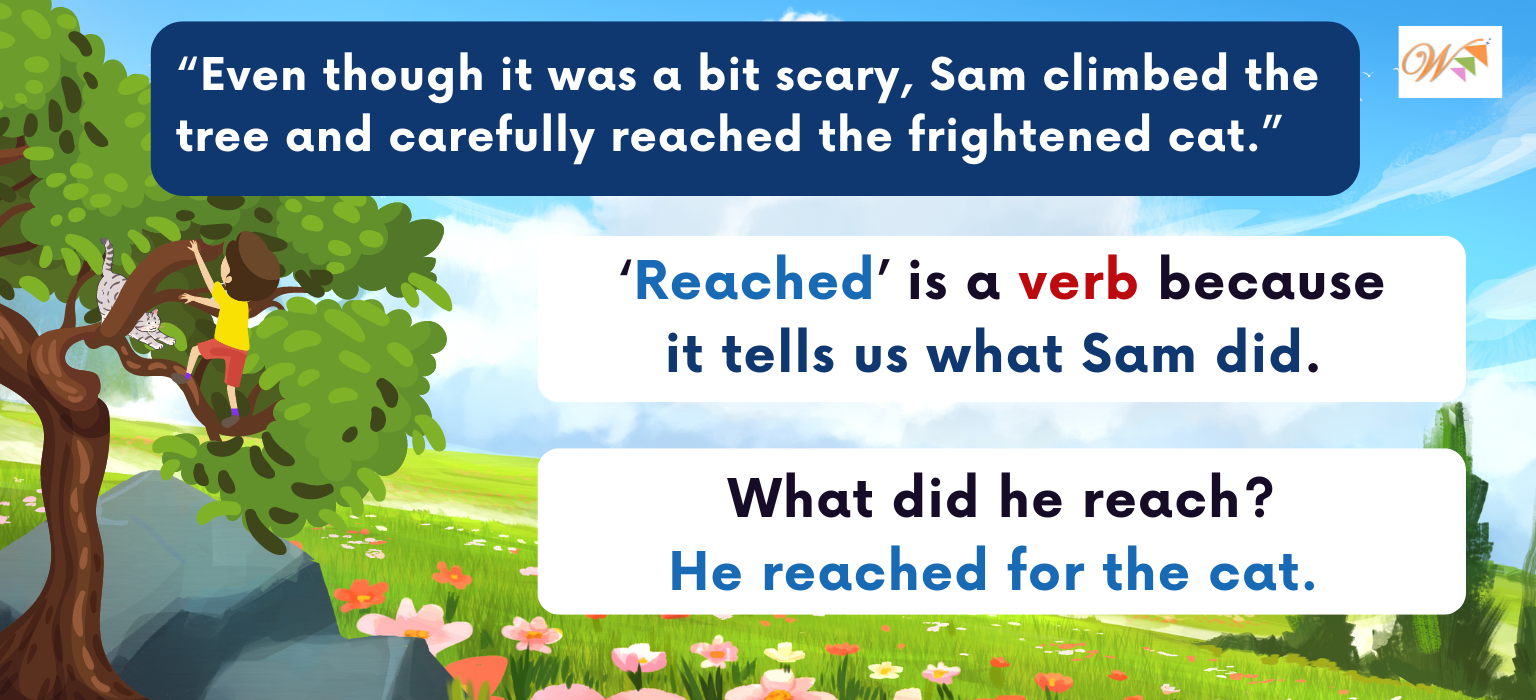 “Even though it was a bit scary, Sam climbed the
tree and carefully reached the frightened cat.”
W
‘Reached’ is a verb because
it tells us what Sam did.
What did he reach?
He reached for the cat.